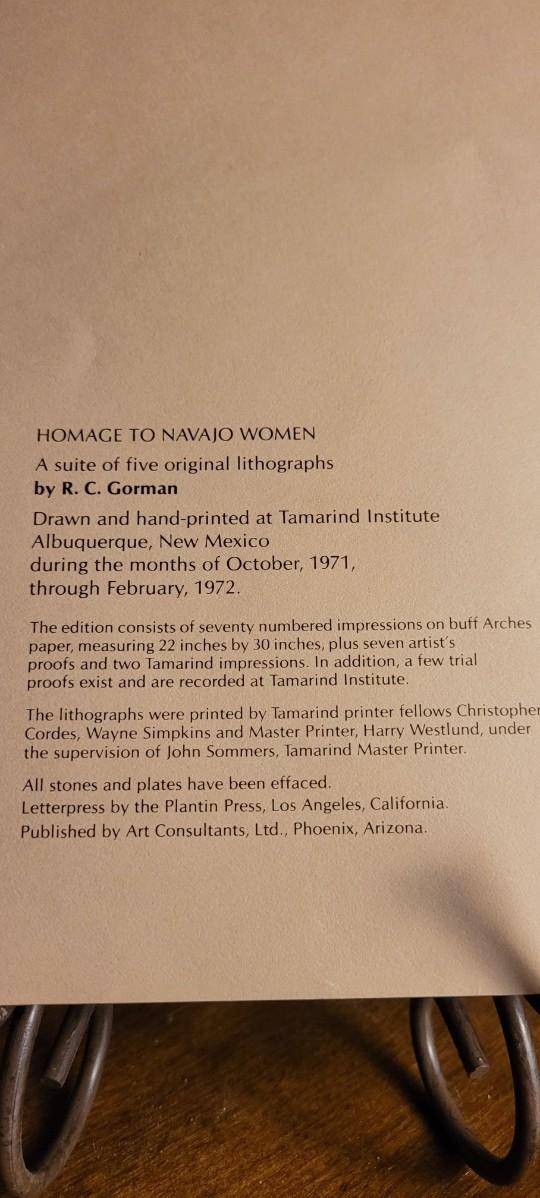 HOMAGE TO NAVAJO WOMEN
A suite of five original lithographs
by R. C. Gorman
Drawn and hand-printed at Tamarind Institute
Albuquerque, New Mexico
during the months of October, 1971,
through February, 1972.
The edition consists of seventy numbered impressions on buff Arches
paper, measuring 22 inches by 30 inches, plus seven artist's
proofs and two Tamarind impressions. In addition, a few trial
proofs exist and are recorded at Tamarind Institute.
The lithographs were printed by Tamarind printer fellows Christopher
Cordes, Wayne Simpkins and Master Printer, Harry Westlund, under
the supervision of John Sommers, Tamarind Master Printer.
All stones and plates have been effaced.
Letterpress by the Plantin Press, Los Angeles, California.
Published by Art Consultants, Ltd., Phoenix, Arizona.